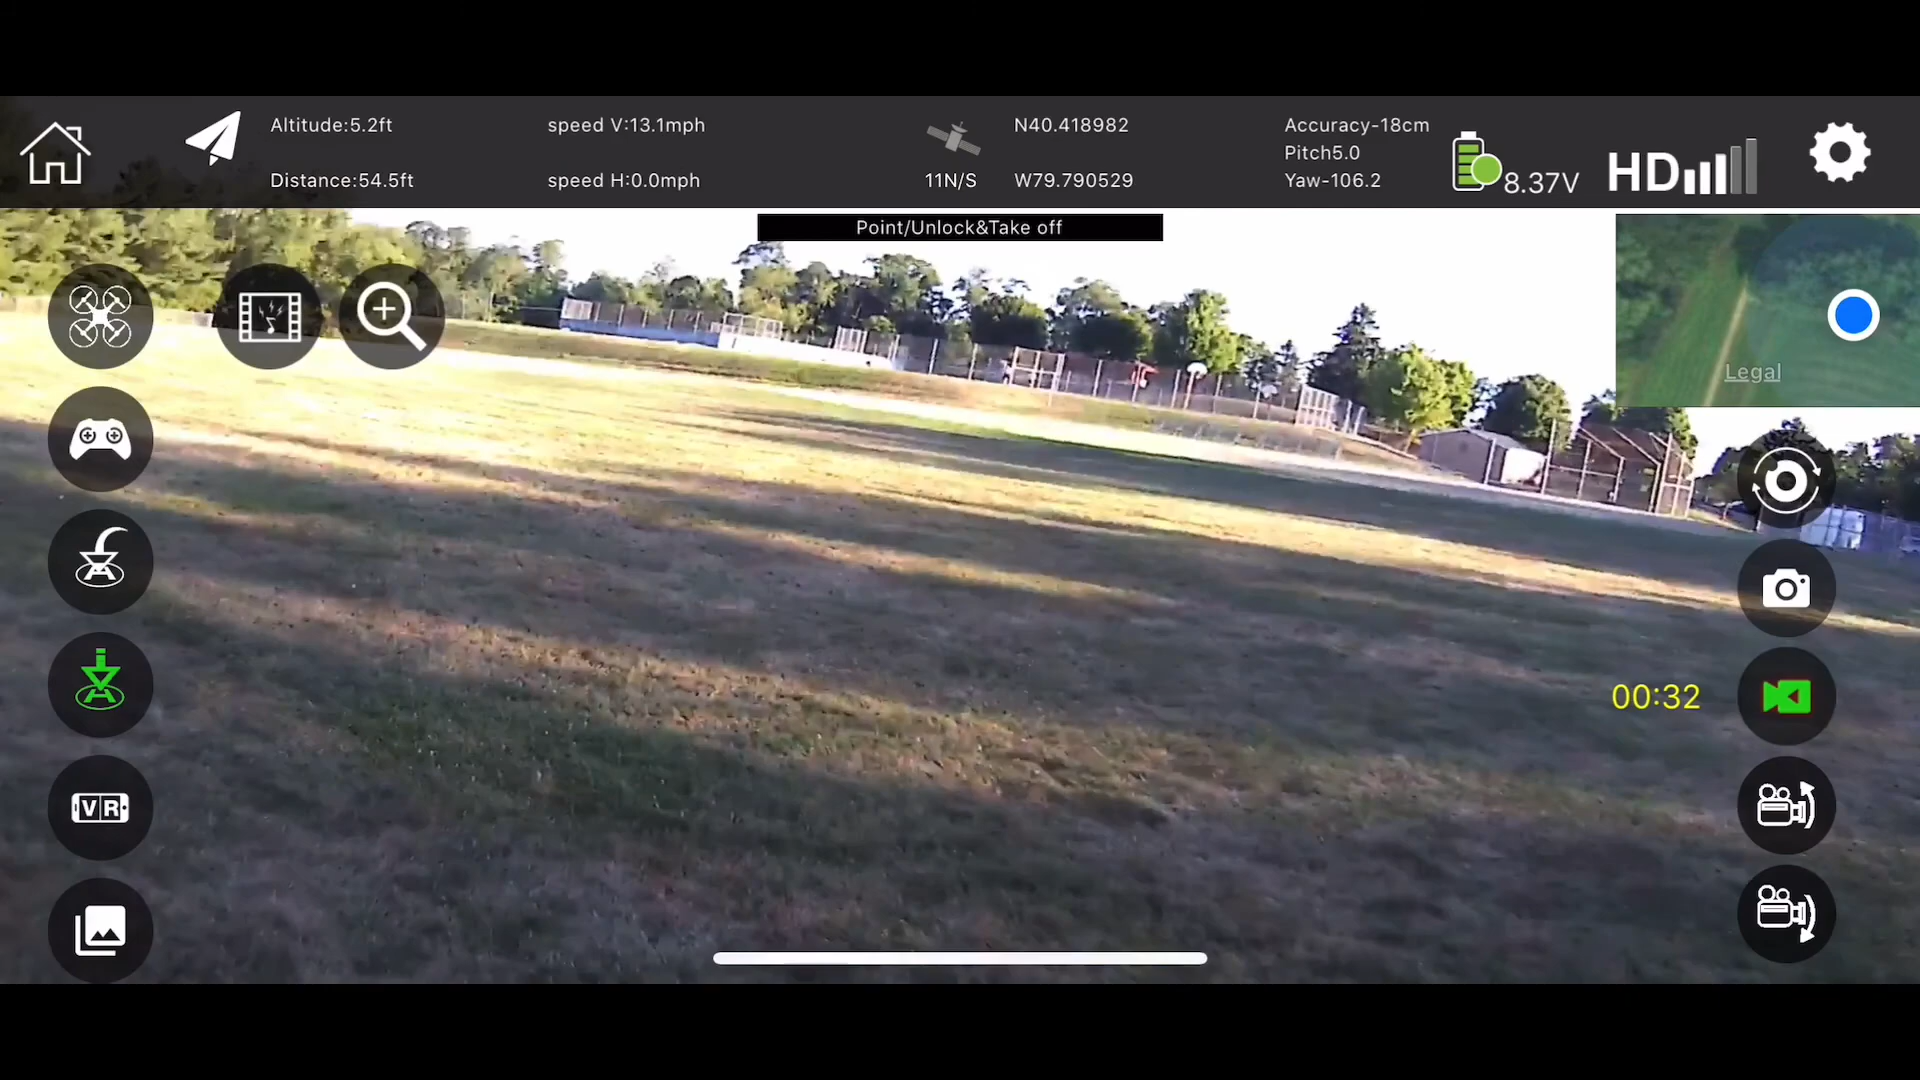 Altitude:5.2ft
speed V:13.1mph
N40.418982
Accuracy-18cm
Pitch5.0
Distance:54.5ft
speed H:0.0mph
11N/S
W79.790529
Yaw-106.2
8.37V
HD
Point/Unlock&Take off
Legal
00:32
VR